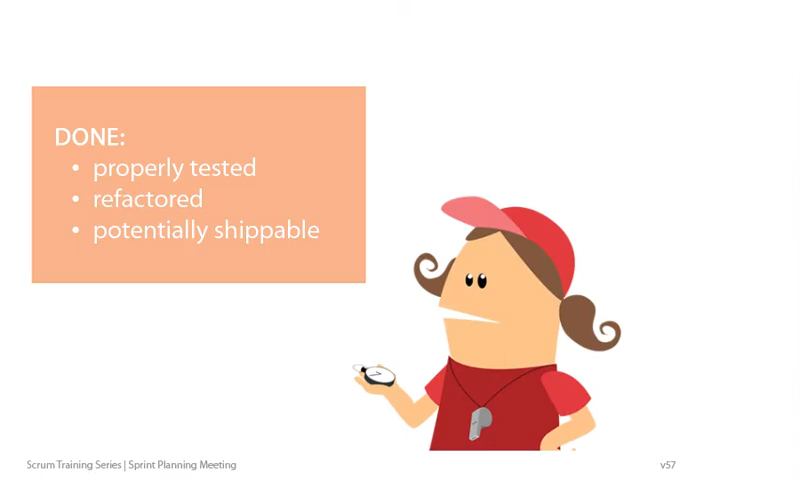 DONE:
• properly tested
• refactored
• potentially shippable
Scrum Training Series | Sprint Planning Meeting
v57